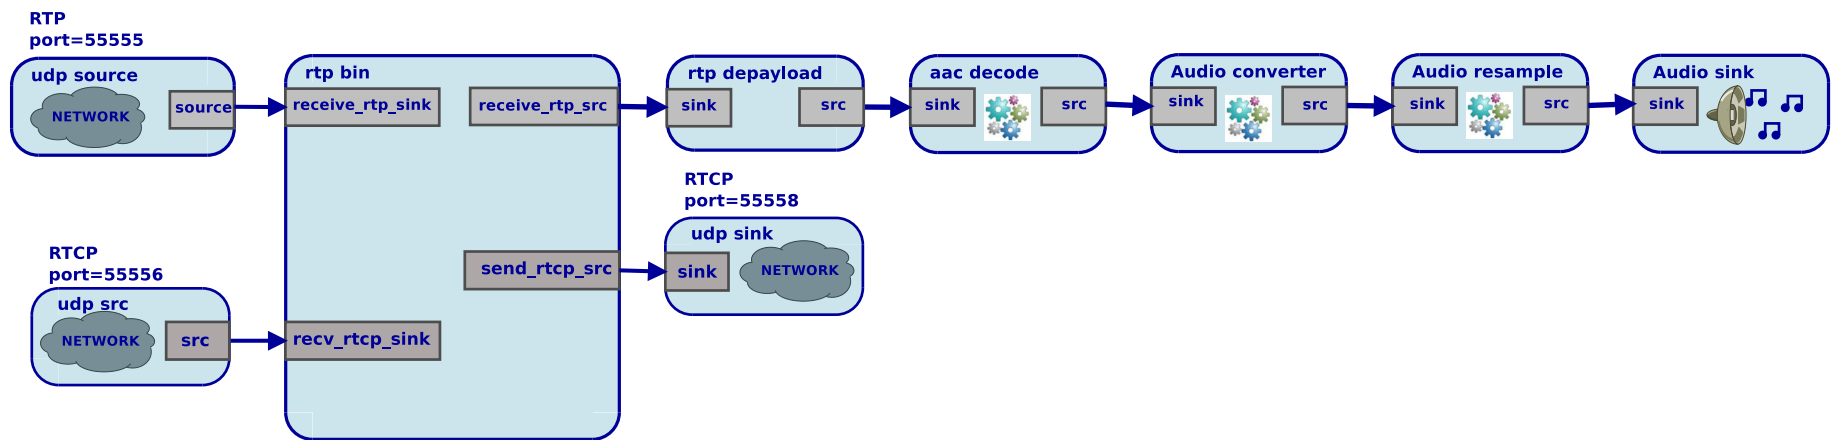 RTP
port=55555
udp source
NETWORK
source
rtp bin
receive_rtp_sink
receive_rtp_src
rtp depayload
sink
src
aac decode
sink
src
Audio converter
sink
src
Audio resample
sink
src
Audio sink
sink
RTCP
port=55558
udp sink
send_rtcp_src
sink
NETWORK
RTCP
port=55556
udp src
NETWORK
src
recv_rtcp_sink